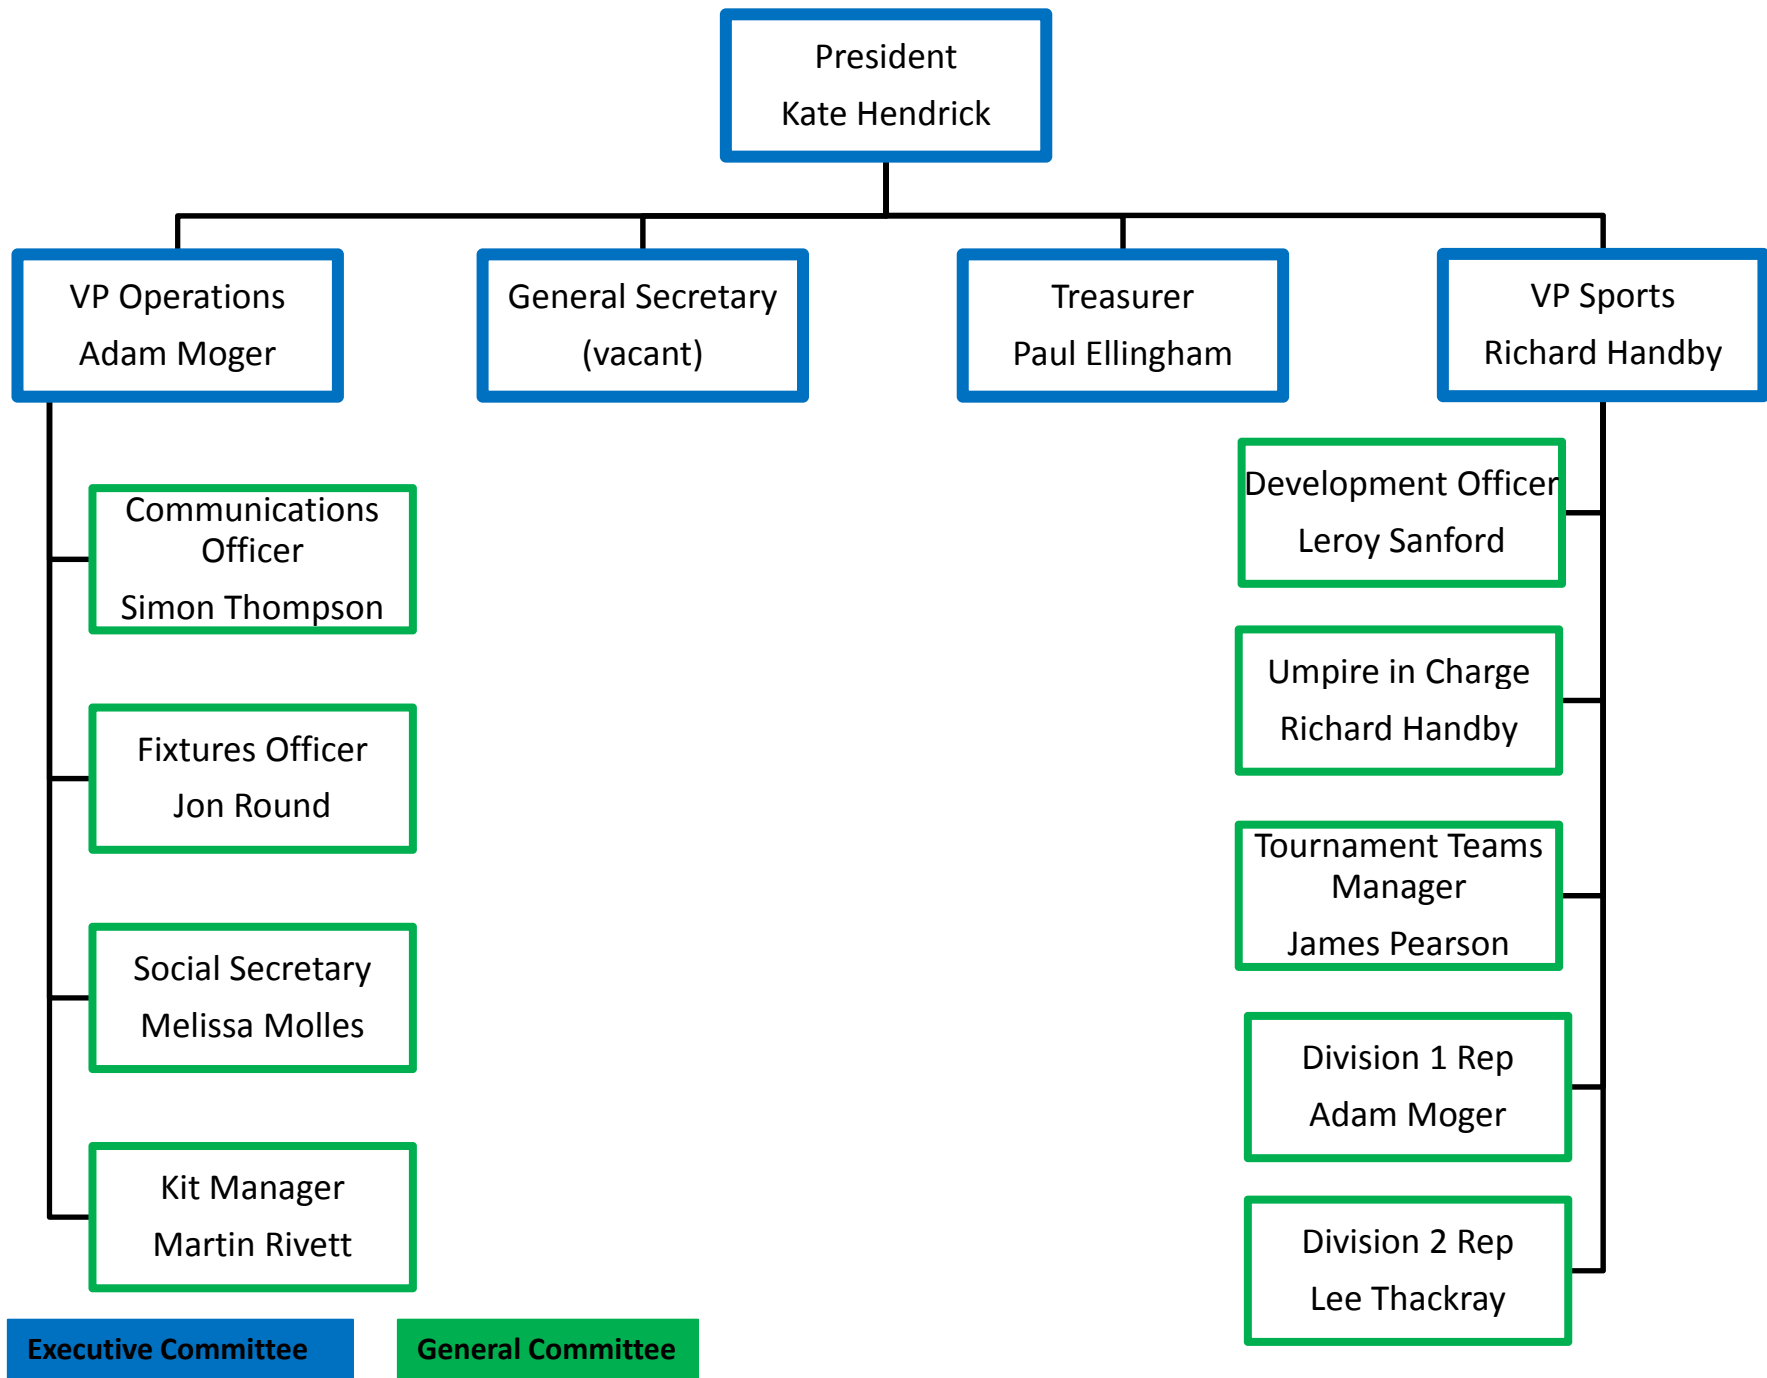 President
Kate Hendrick
VP Operations
Adam Moger
General Secretary
(vacant)
Treasurer
Paul Ellingham
VP Sports
Richard Handby
Communications
Officer
Simon Thompson
Fixtures Officer
Jon Round
Social Secretary
Melissa Molles
Kit Manager
Martin Rivett
Development Officer
Leroy Sanford
Umpire in Charge
Richard Handby
Tournament Teams
Manager
James Pearson
Division 1 Rep
Adam Moger
Division 2 Rep
Lee Thackray
Executive Committee
General Committee